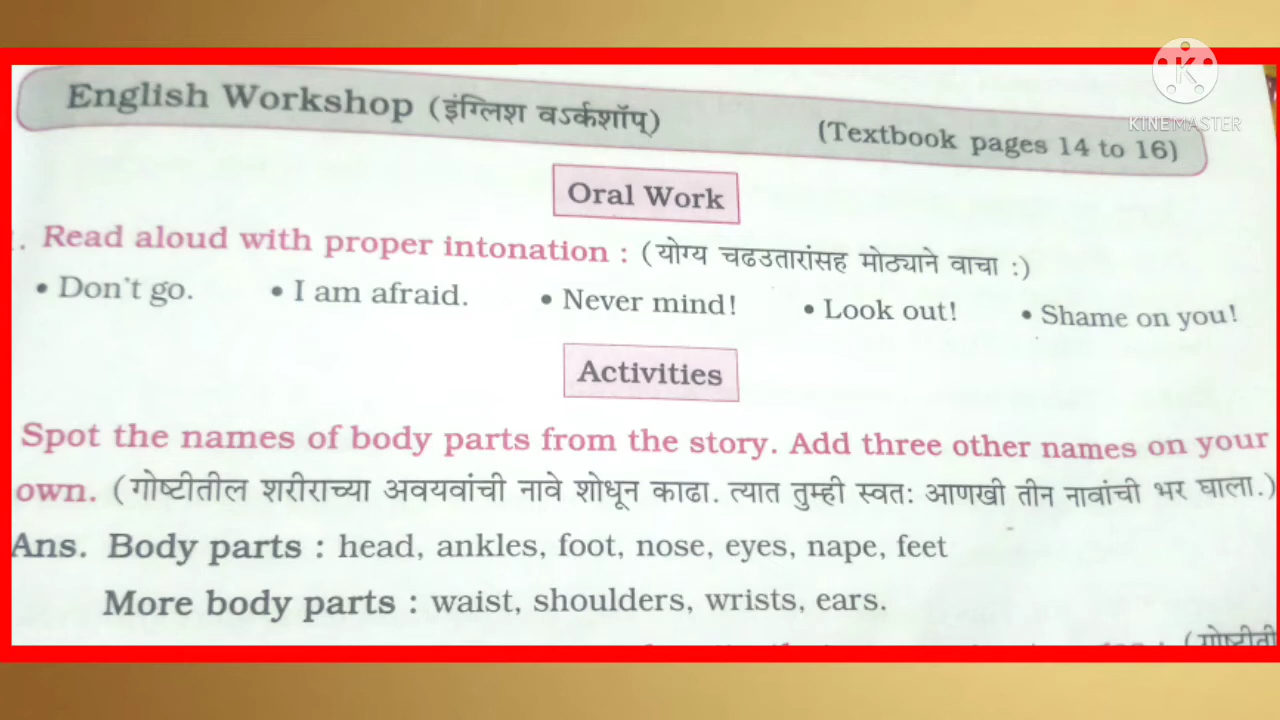 English Workshop (इंग्लिश वऽर्कशॉप्) (Textbook pages 14 to 16)
KINEMASTER
Oral Work
. Read aloud with proper intonation : (योग्य चढउतारांसह मोठ्याने वाचा :)
• Don't go. • I am afraid. • Never mind! • Look out! • Shame on you!
Activities
Spot the names of body parts from the story. Add three other names on your
own. (गोष्टीतील शरीराच्या अवयवांची नावे शोधून काढा. त्यात तुम्ही स्वतः आणखी तीन नावांची भर घाला.)
Ans. Body parts : head, ankles, foot, nose, eyes, nape, feet
More body parts : waist, shoulders, wrists, ears.